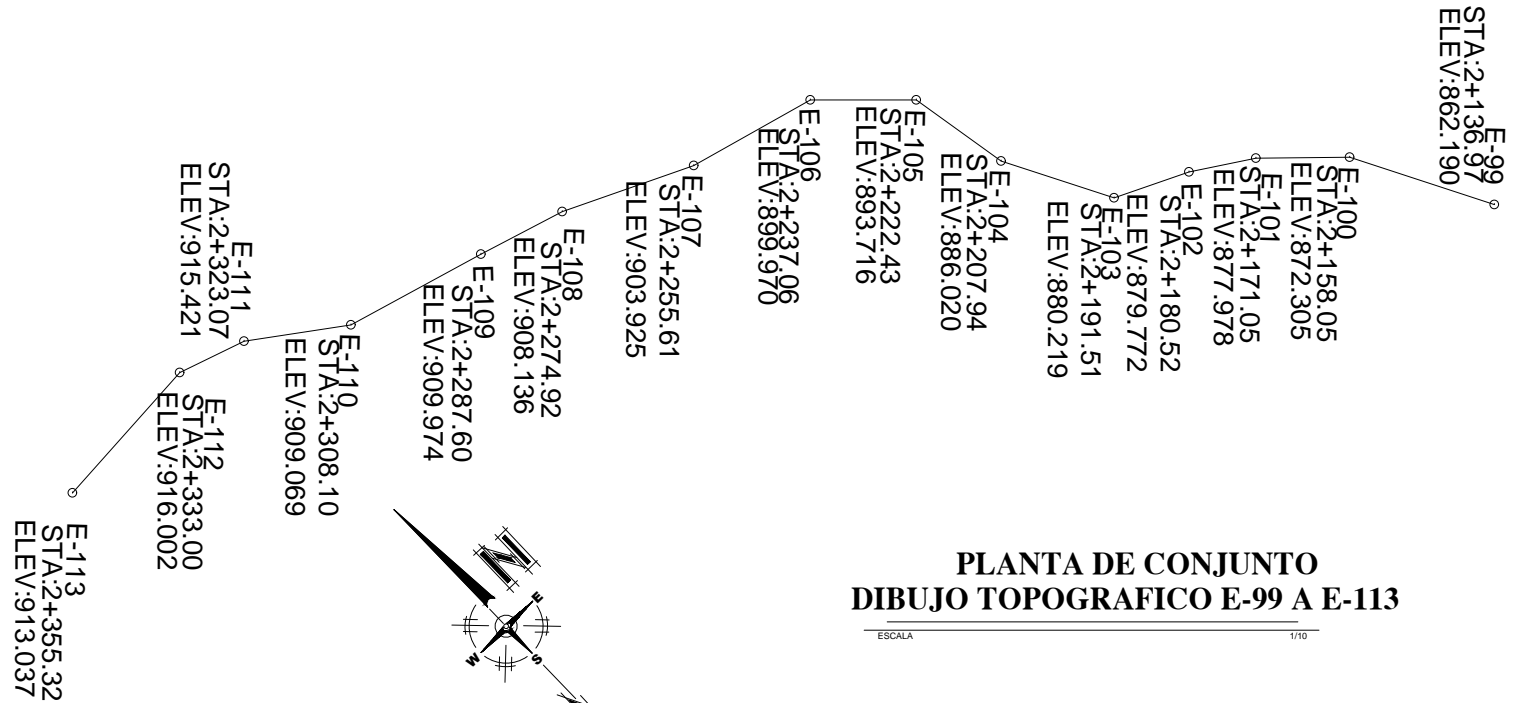 E-99
STA:2+136.97
ELEV:862.190
E-100
STA:2+158.05
ELEV:872.305
E-101
STA:2+171.05
ELEV:877.978
E-102
STA:2+180.52
ELEV:879.772
E-103
STA:2+191.51
ELEV:880.219
E-104
STA:2+207.94
ELEV:886.020
E-105
STA:2+222.43
ELEV:893.716
E-106
STA:2+237.06
ELEV:899.970
E-107
STA:2+255.61
ELEV:903.925
E-108
STA:2+274.92
ELEV:908.136
E-109
STA:2+287.60
ELEV:909.974
E-110
STA:2+308.10
ELEV:909.069
E-111
STA:2+323.07
ELEV:915.421
E-112
STA:2+333.00
ELEV:916.002
E-113
STA:2+355.32
ELEV:913.037
N
E
W
S
PLANTA DE CONJUNTO
DIBUJO TOPOGRAFICO E-99 A E-113
ESCALA 1/10